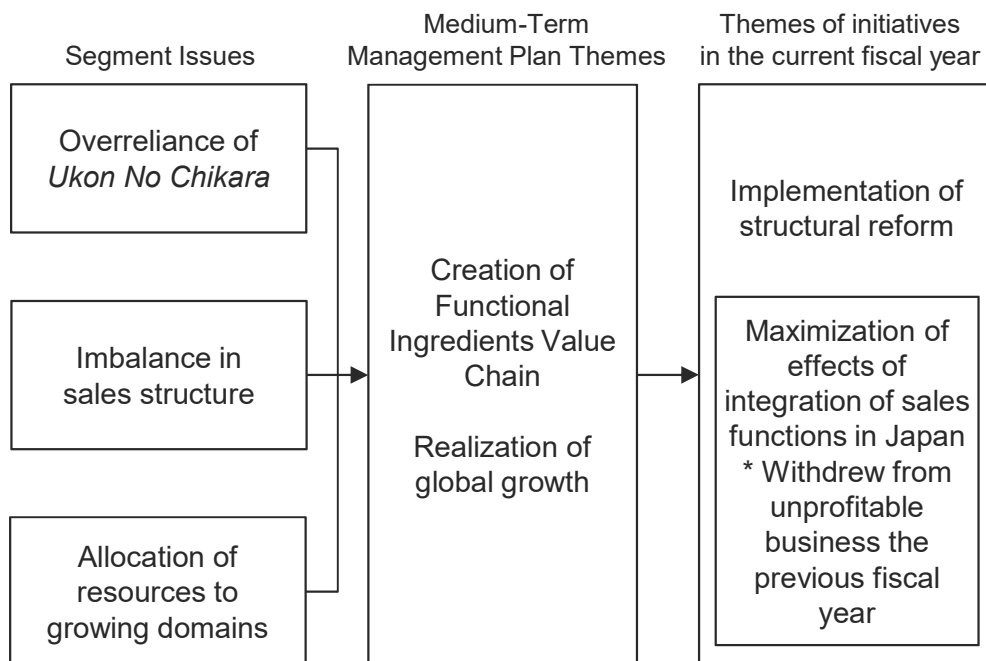 Segment Issues
Overreliance of
Ukon No Chikara
Imbalance in
sales structure
Allocation of
resources to
growing domains
Medium-Term
Management Plan Themes
Creation of
Functional
Ingredients Value
Chain
Realization of
global growth
Themes of initiatives
in the current fiscal year
Implementation of
structural reform
Maximization of
effects of
integration of sales
functions in Japan
* Withdrew from
unprofitable
business the
previous fiscal
year